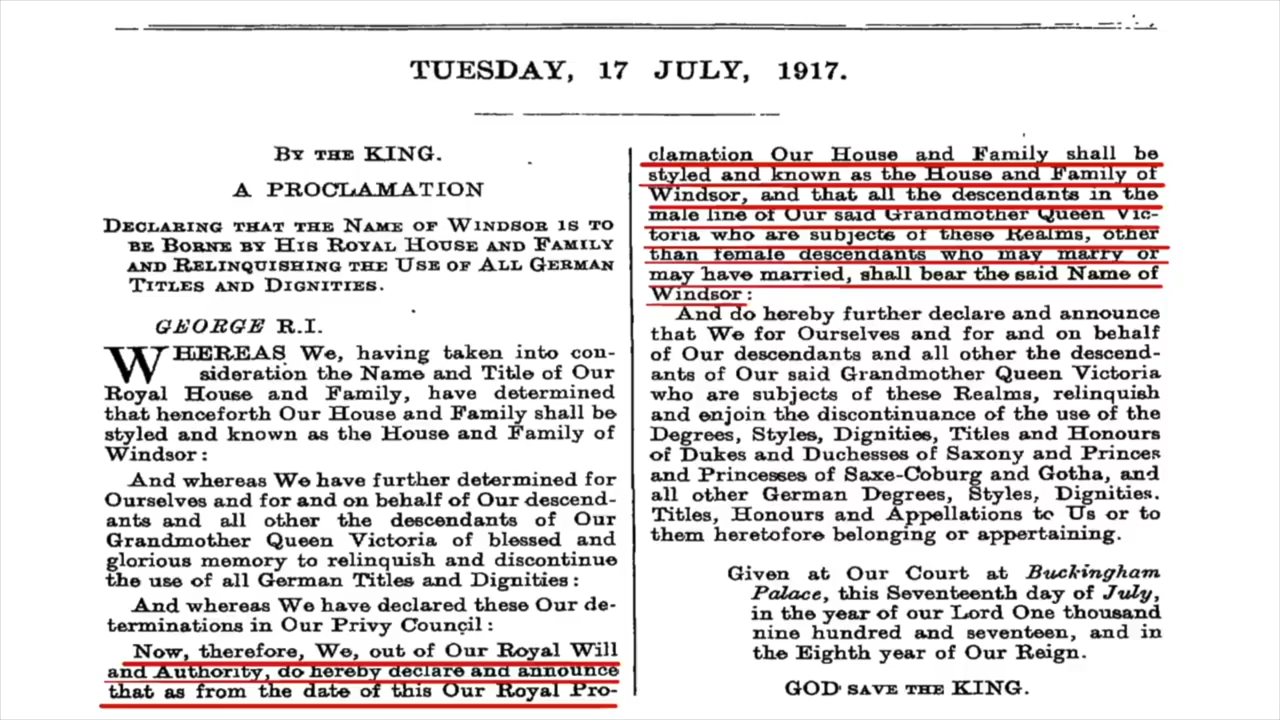 TUESDAY, 17 JULY, 1917.
BY THE KING.
A PROCLAMATION
DECLARING THAT THE NAME OF WINDSOR IS TO
BE BORNE BY HIS ROYAL HOUSE AND FAMILY
AND RELINQUISHING THE USE OF ALL GERMAN
TITLES AND DIGNITIES.
GEORGE R.I.
WHEREAS We, having taken into con-
sideration the Name and Title of Our
Royal House and Family, have determined
that henceforth Our House and Family shall be
styled and known as the House and Family of
Windsor:
And whereas We have further determined for
Ourselves and for and on behalf of Our descend-
ants and all other the descendants of Our
Grandmother Queen Victoria of blessed and
glorious memory to relinquish and discontinue
the use of all German Titles and Dignities:
And whereas We have declared these Our de-
terminations in Our Privy Council:
Now, therefore, We, out of Our Royal Will
and Authority, do hereby declare and announce
that as from the date of this Our Royal Pro-
clamation Our House and Family shall be
styled and known as the House and Family of
Windsor, and that all the descendants in the
male line of Our said Grandmother Queen Vic-
toria who are subjects of these Realms, other
than female descendants who may marry or
may have married, shall bear the said Name of
Windsor:
And do hereby further declare and announce
that We for Ourselves and for and on behalf
of Our descendants and all other the descend-
ants of Our said Grandmother Queen Victoria
who are subjects of these Realms, relinquish
and enjoin the discontinuance of the use of the
Degrees, Styles, Dignities, Titles and Honours
of Dukes and Duchesses of Saxony and Princes
and Princesses of Saxe-Coburg and Gotha, and
all other German Degrees, Styles, Dignities.
Titles, Honours and Appellations to Us or to
them heretofore belonging or appertaining.
Given at Our Court at Buckingham
Palace, this Seventeenth day of July,
in the year of our Lord One thousand
nine hundred and seventeen, and in
the Eighth year of Our Reign.
GOD SAVE THE KING.